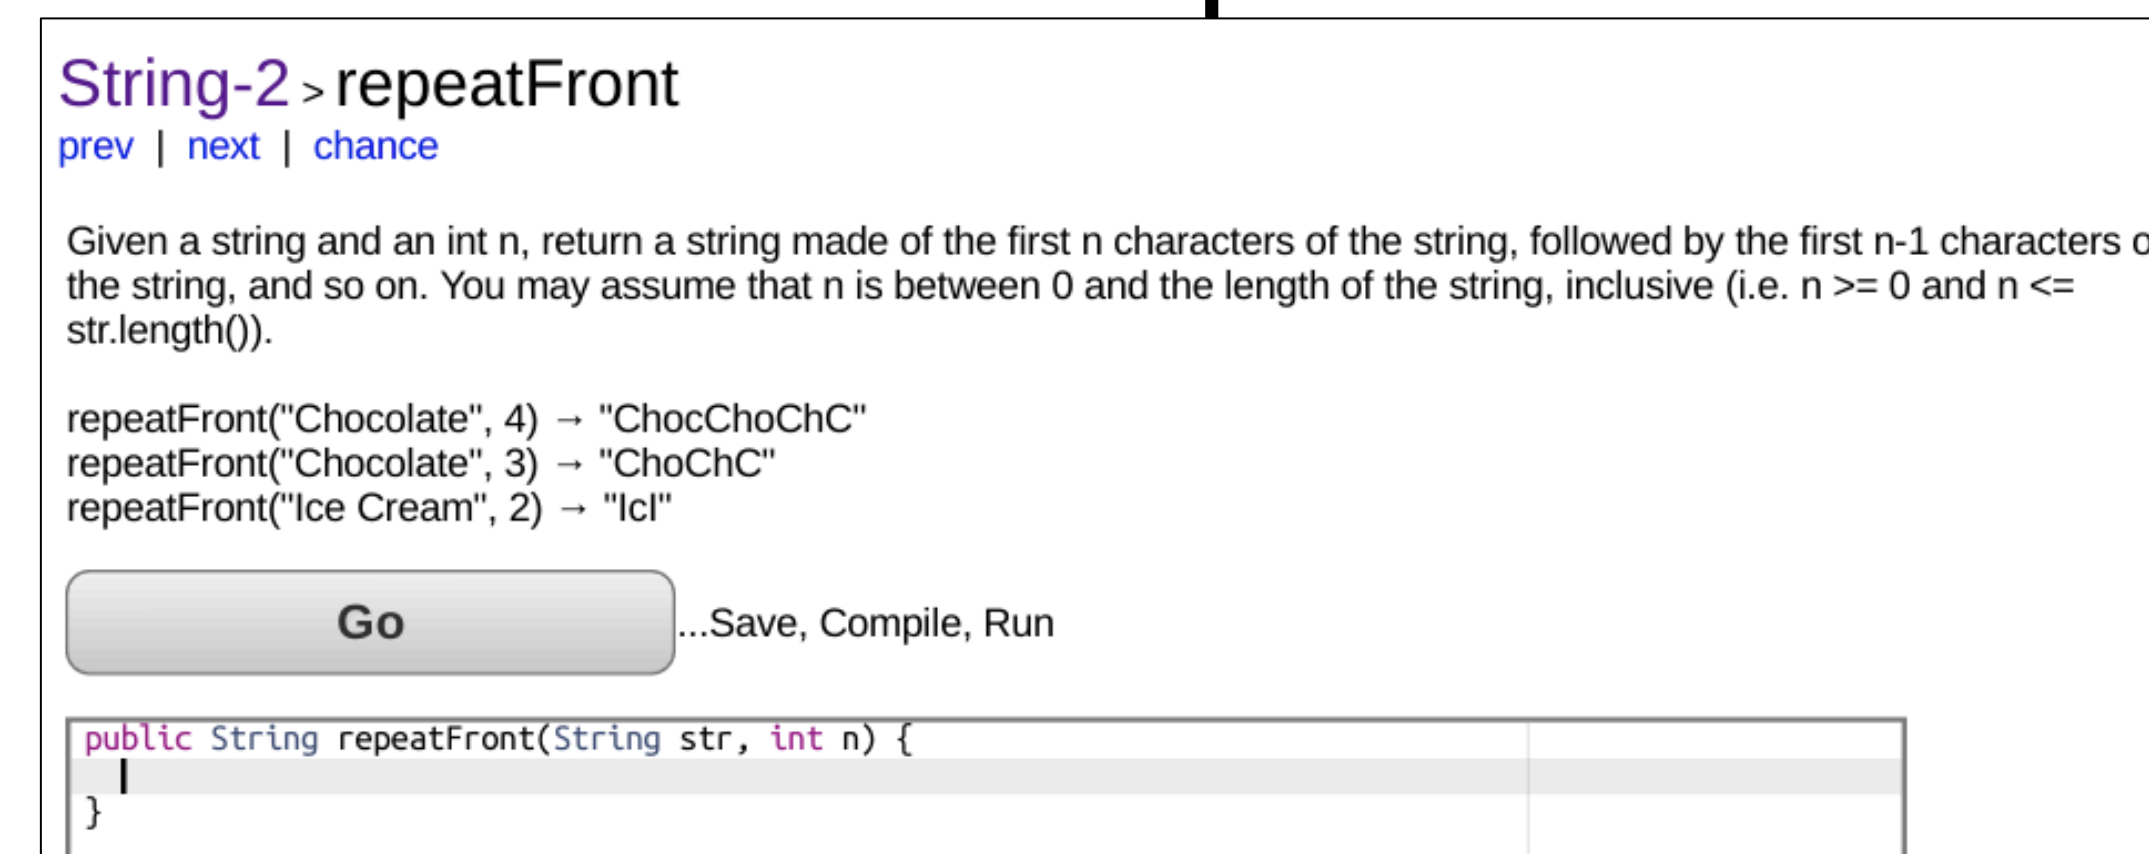 String-2 > repeatFront
prev | next | chance
Given a string and an int n, return a string made of the first n characters of the string, followed by the first n-1 characters
the string, and so on. You may assume that n is between 0 and the length of the string, inclusive (i.e. n >= 0 and n <=
str.length()).
repeatFront("Chocolate", 4) → "ChocChoChC"
repeatFront("Chocolate", 3) → "ChoChC"
repeatFront("Ice Cream", 2) → "IcI"
Go ...Save, Compile, Run
public String repeatFront(String str, int n) {
}